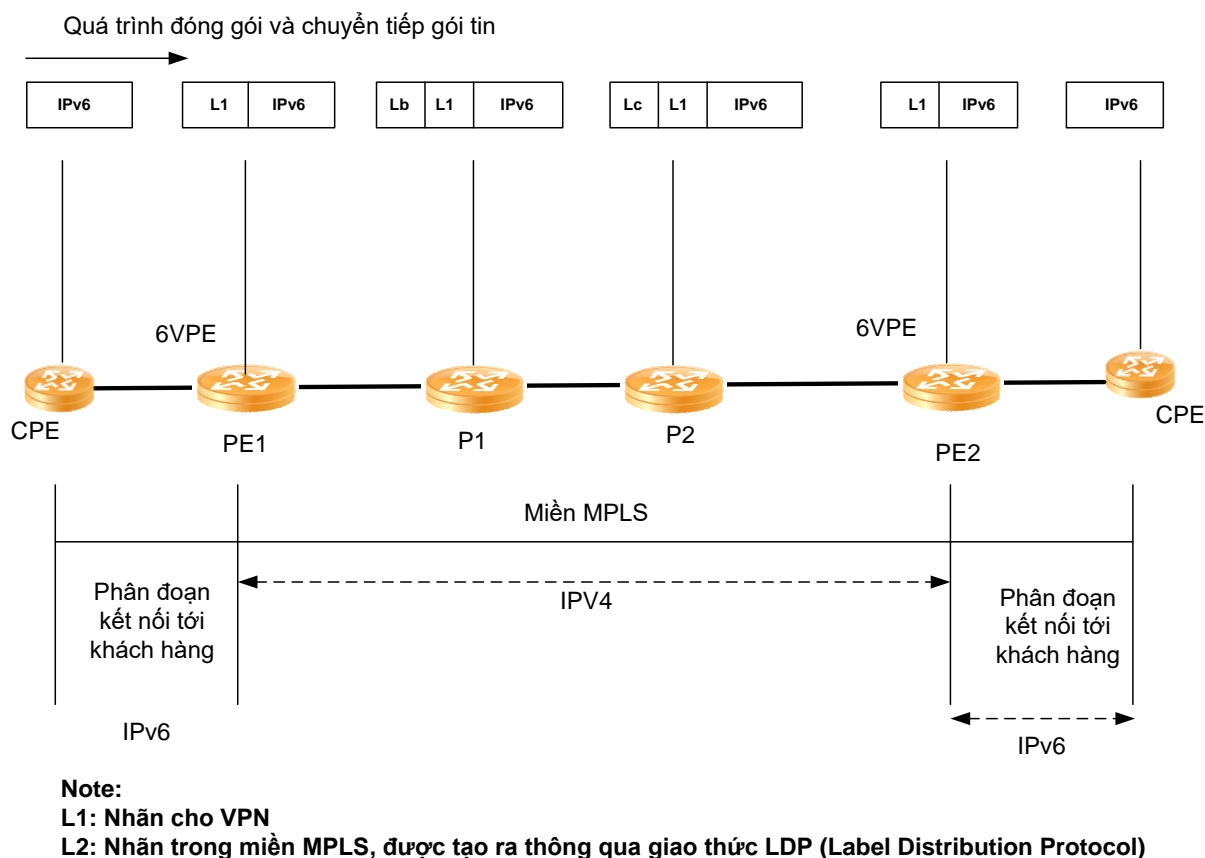 Quá trình đóng gói và chuyển tiếp gói tin
IPv6
L1 IPv6
Lb L1 IPv6
Lc L1 IPv6
L1 IPv6
IPv6
6VPE
6VPE
CPE
PE1
P1
P2
PE2
CPE
Miền MPLS
Phân đoạn
kết nối tới
khách hàng
IPV4
Phân đoạn
kết nối tới
khách hàng
IPv6
IPv6
Note:
L1: Nhãn cho VPN
L2: Nhãn trong miền MPLS, được tạo ra thông qua giao thức LDP (Label Distribution Protocol)